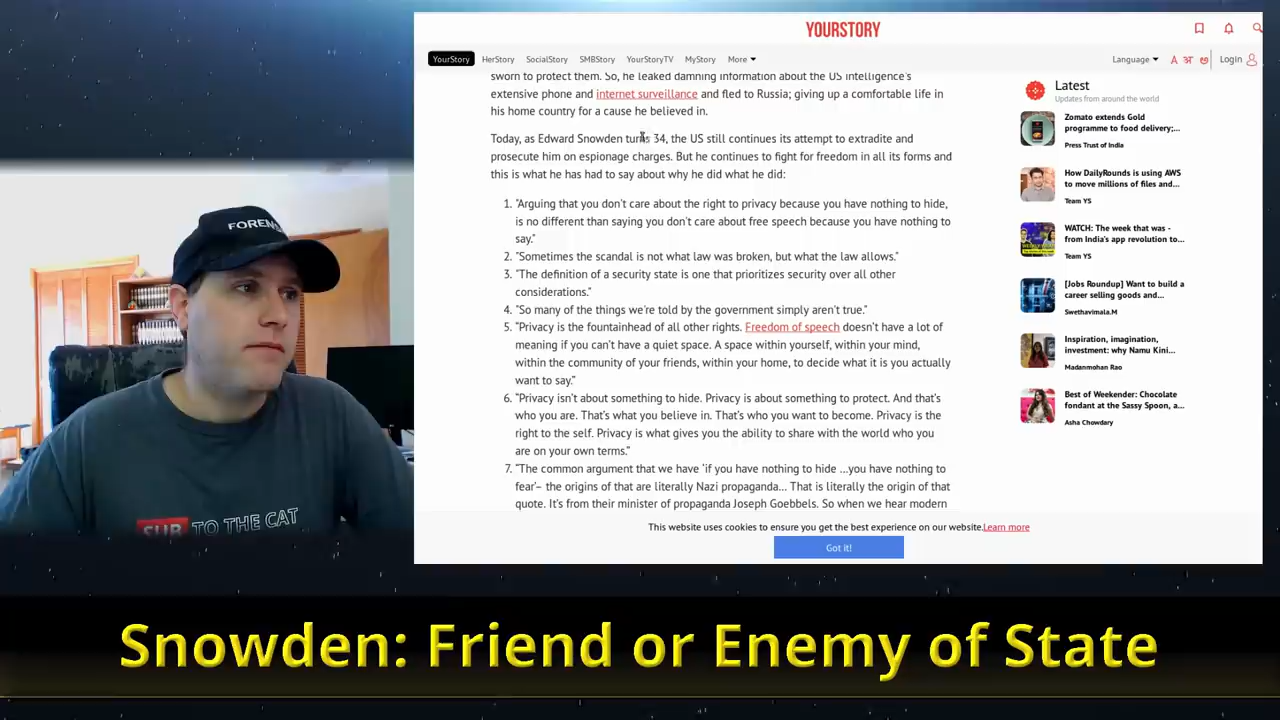 YOURSTORY
YourStory HerStory SocialStory SMBStory YourStoryTV MyStory More Language A अ Login
sworn to protect them. So, he leaked damning information about the US intelligence's
extensive phone and internet surveillance and fled to Russia; giving up a comfortable life in
his home country for a cause he believed in.
Today, as Edward Snowden turns 34, the US still continues its attempt to extradite and
prosecute him on espionage charges. But he continues to fight for freedom in all its forms and
this is what he has had to say about why he did what he did:
1. "Arguing that you don't care about the right to privacy because you have nothing to hide,
is no different than saying you don't care about free speech because you have nothing to
say."
2. "Sometimes the scandal is not what law was broken, but what the law allows."
3. "The definition of a security state is one that prioritizes security over all other
considerations."
4. "So many of the things we're told by the government simply aren't true."
5. "Privacy is the fountainhead of all other rights. Freedom of speech doesn't have a lot of
meaning if you can't have a quiet space. A space within yourself, within your mind,
within the community of your friends, within your home, to decide what it is you actually
want to say."
6. "Privacy isn't about something to hide. Privacy is about something to protect. And that's
who you are. That's what you believe in. That's who you want to become. Privacy is the
right to the self. Privacy is what gives you the ability to share with the world who you
are on your own terms."
7. "The common argument that we have 'if you have nothing to hide ...you have nothing to
fear'– the origins of that are literally Nazi propaganda... That is literally the origin of that
quote. It's from their minister of propaganda Joseph Goebbels. So when we hear modern
Latest
Updates from around the world
Zomato extends Gold
programme to food delivery;...
Press Trust of India
How DailyRounds is using AWS
to move millions of files and...
Team YS
WATCH: The week that was -
from India's app revolution to...
Team YS
[Jobs Roundup] Want to build a
career selling goods and...
Swethavimala.M
Inspiration, imagination,
investment: why Namu Kini...
Madanmohan Rao
Best of Weekender: Chocolate
fondant at the Sassy Spoon, a...
Asha Chowdary
This website uses cookies to ensure you get the best experience on our website.Learn more
Got it!
SUB TO THE CAT
Snowden: Friend or Enemy of State